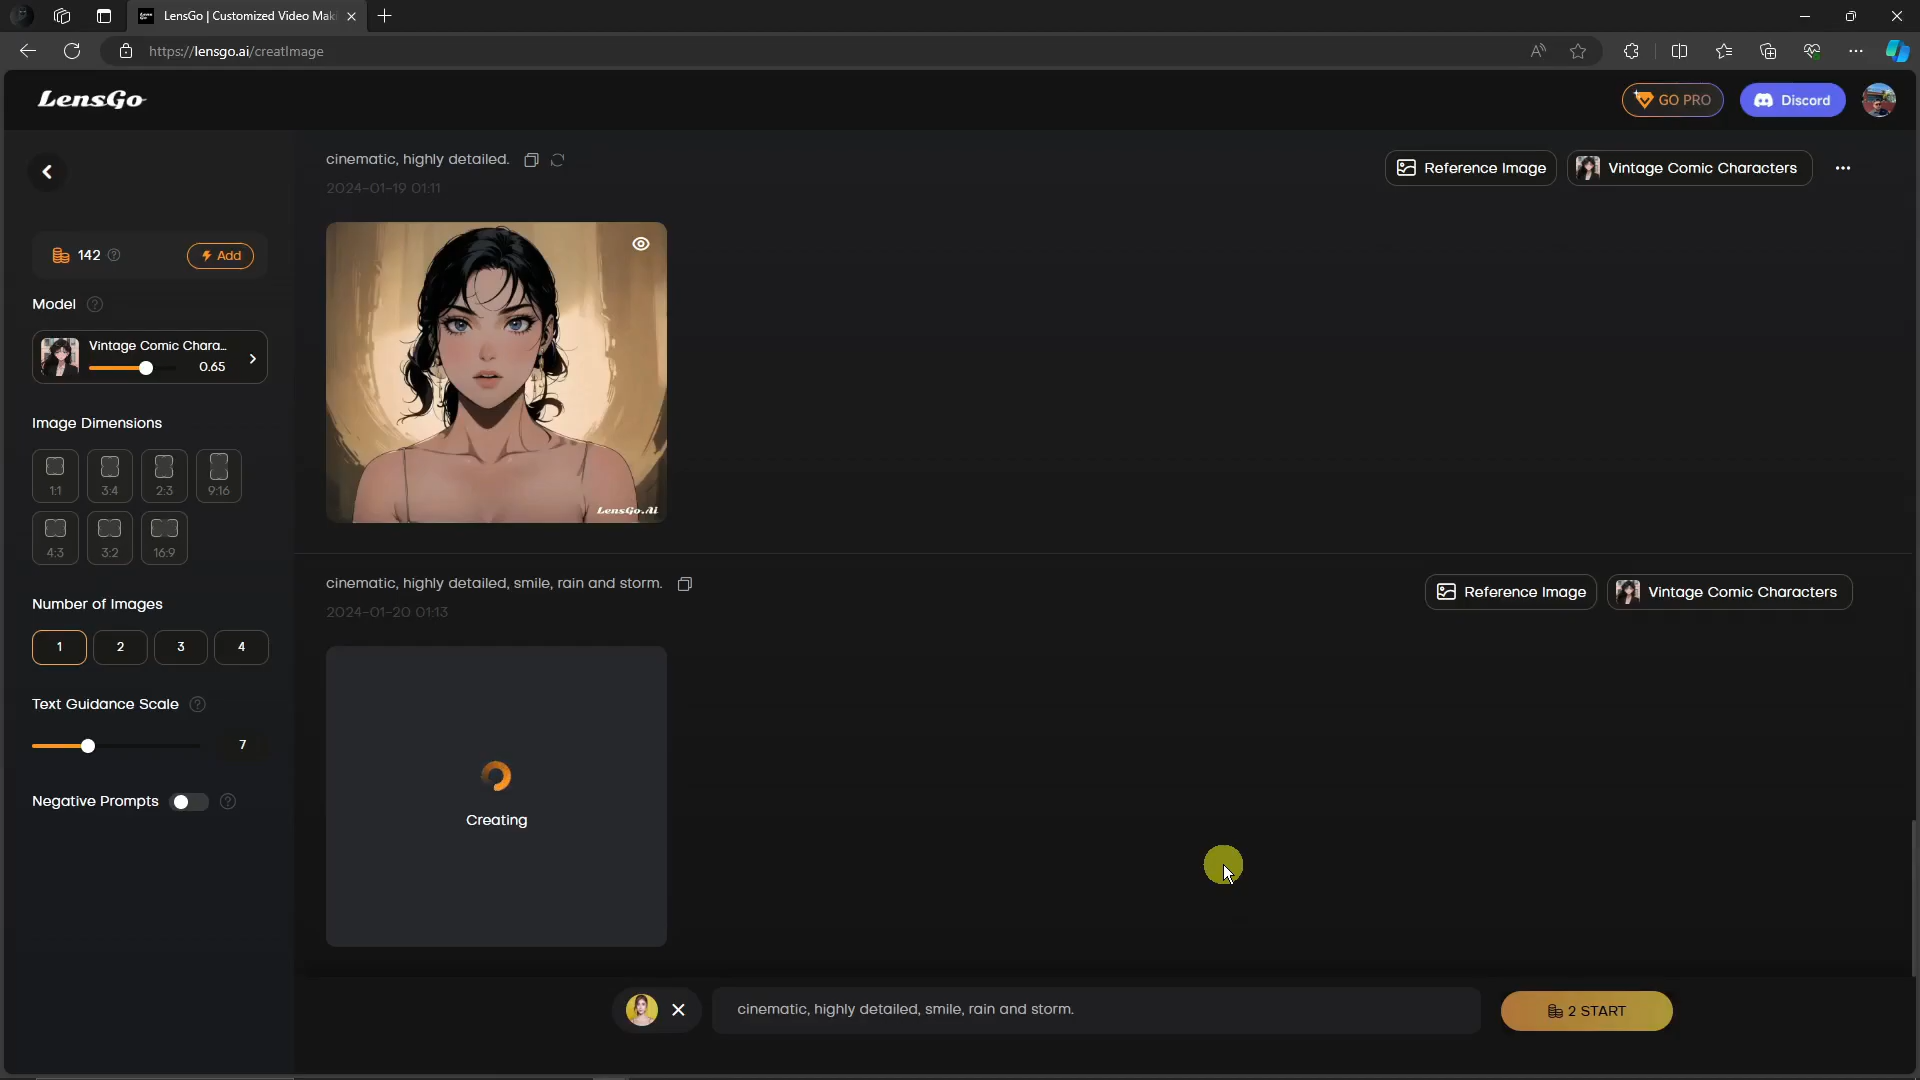 LensGo | Customized Video Maki
https://lensgo.ai/creatImage
LensGo
GO PRO
Discord
142
Add
Model
Vintage Comic Chara...
0.65
Image Dimensions
1:1
3:4
2:3
9:16
4:3
3:2
16:9
Number of Images
1
2
3
4
Text Guidance Scale
7
Negative Prompts
cinematic, highly detailed.
2024-01-19 01:11
Reference Image
Vintage Comic Characters
LensGo.Ai
cinematic, highly detailed, smile, rain and storm.
2024-01-20 01:13
Reference Image
Vintage Comic Characters
Creating
cinematic, highly detailed, smile, rain and storm.
2 START